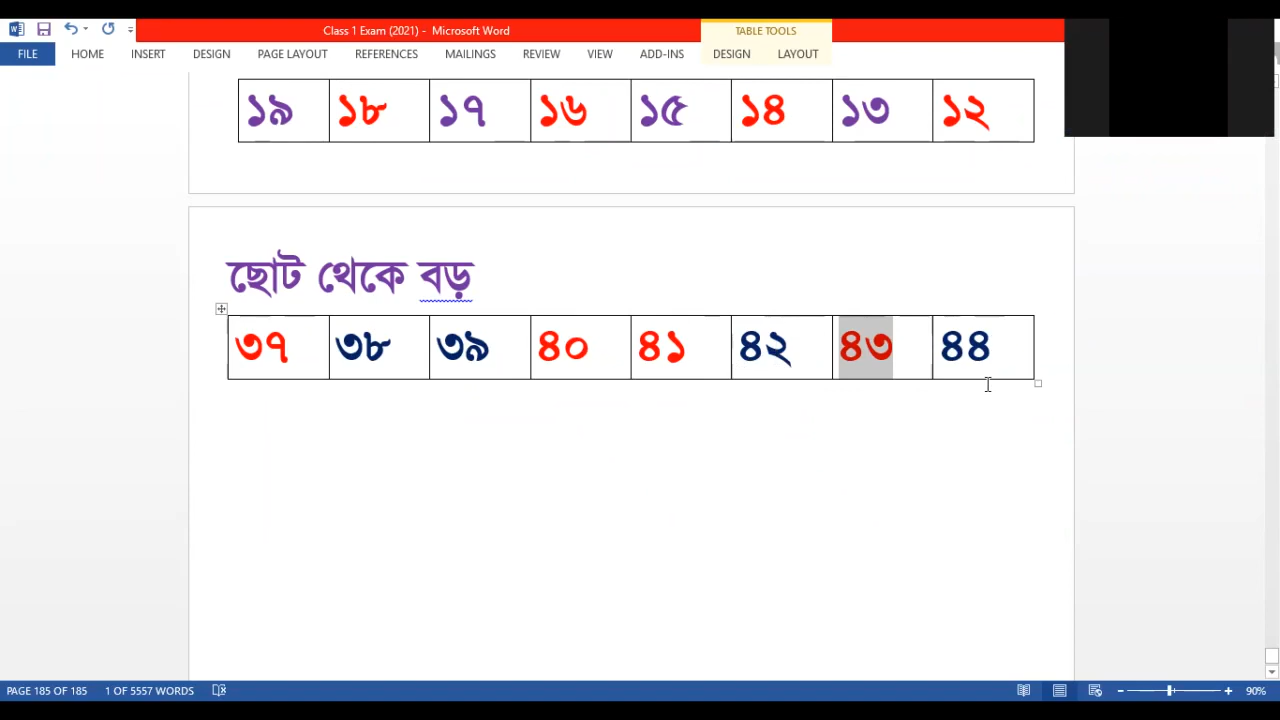 Class 1 Exam (2021) - Microsoft Word
TABLE TOOLS
FILE HOME INSERT DESIGN PAGE LAYOUT REFERENCES MAILINGS REVIEW VIEW ADD-INS DESIGN LAYOUT
১৯ ১৮ ১৭ ১৬ ১৫ ১৪ ১৩ ১২
ছোট থেকে বড়
৩৭ ৩৮ ৩৯ ৪০ ৪১ ৪২ ৪৩ ৪৪
PAGE 185 OF 185 1 OF 5557 WORDS 90%